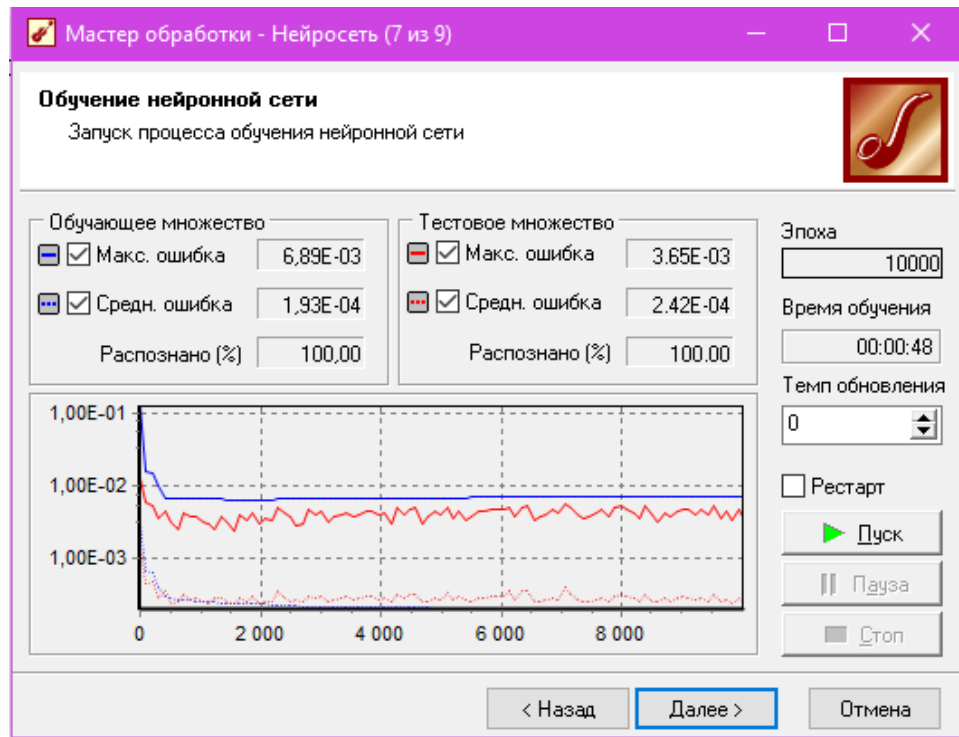 Мастер обработки - Нейросеть (7 из 9)
Обучение нейронной сети
Запуск процесса обучения нейронной сети
Обучающее множество
Макс. ошибка 6,89E-03
Средн. ошибка 1,93E-04
Распознано (%) 100,00
Тестовое множество
Макс. ошибка 3.65E-03
Средн. ошибка 2.42E-04
Распознано (%) 100.00
Эпоха
10000
Время обучения
00:00:48
Темп обновления
0
Рестарт
Пуск
Пауза
Стоп
1,00E-01
1,00E-02
1,00E-03
0 2 000 4 000 6 000 8 000
< Назад Далее > Отмена